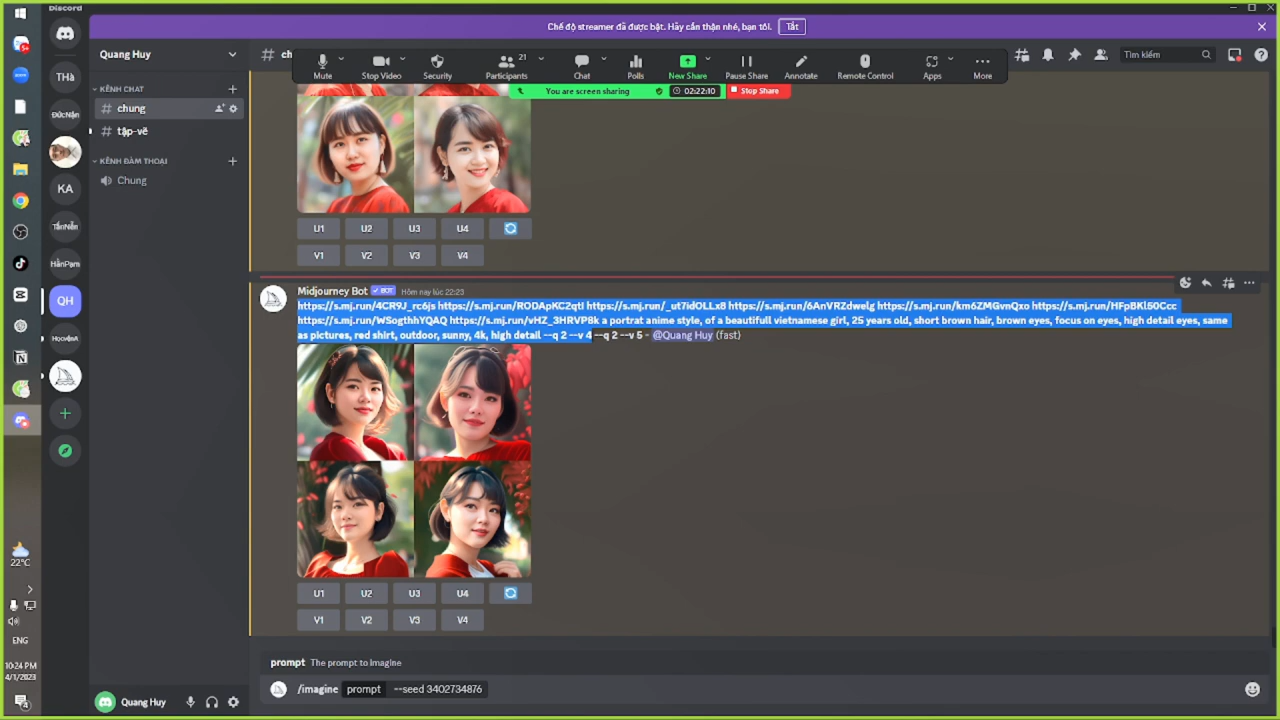 Discord
Chế độ streamer đã được bật. Hãy cẩn thận nhé, bạn tôi. Tắt
Quang Huy
# ch
Mute
Stop Video
Security
Participants
21
Chat
Polls
New Share
Pause Share
Annotate
Remote Control
Apps
More
Tìm kiếm
You are screen sharing
02:22:10
Stop Share
KÊNH CHAT
chung
tập-vẽ
KÊNH ĐÀM THOẠI
Chung
THà
ĐứcNận
KA
HằnPạm
QH
U1 U2 U3 U4
V1 V2 V3 V4
Midjourney Bot BOT Hôm nay lúc 22:23
https://s.mj.run/4CR9J_rc6js https://s.mj.run/RODApKC2qtI https://s.mj.run/_ut7idOLLx8 https://s.mj.run/6AnVRZdwelg https://s.mj.run/km6ZMGvnQxo https://s.mj.run/HFpBKl50Ccc
https://s.mj.run/WSogthhYQAQ https://s.mj.run/vHZ_3HRVP8k a portrat anime style, of a beautifull vietnamese girl, 25 years old, short brown hair, brown eyes, focus on eyes, high detail eyes, same
as pictures, red shirt, outdoor, sunny, 4k, high detail --q 2 --v 4 --q 2 --v 5 - @Quang Huy (fast)
U1 U2 U3 U4
V1 V2 V3 V4
prompt The prompt to imagine
/imagine prompt --seed 3402734876
Quang Huy
22°C
ENG
10:24 PM
4/1/2023